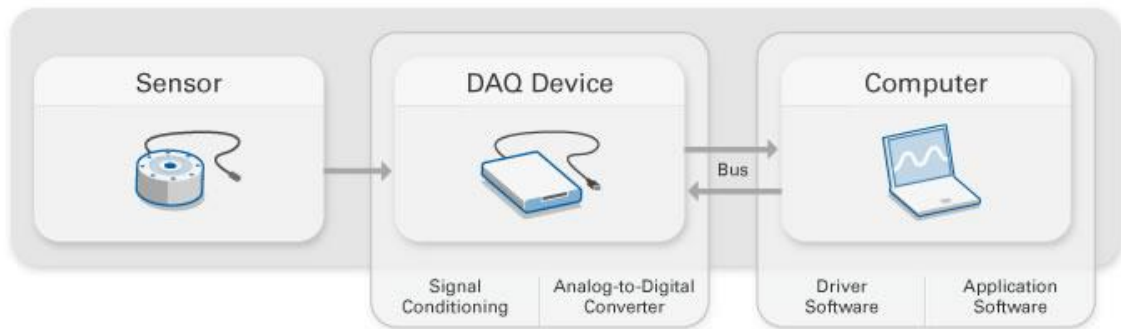 Sensor
DAQ Device
Computer
Bus
Signal
Conditioning
Analog-to-Digital
Converter
Driver
Software
Application
Software